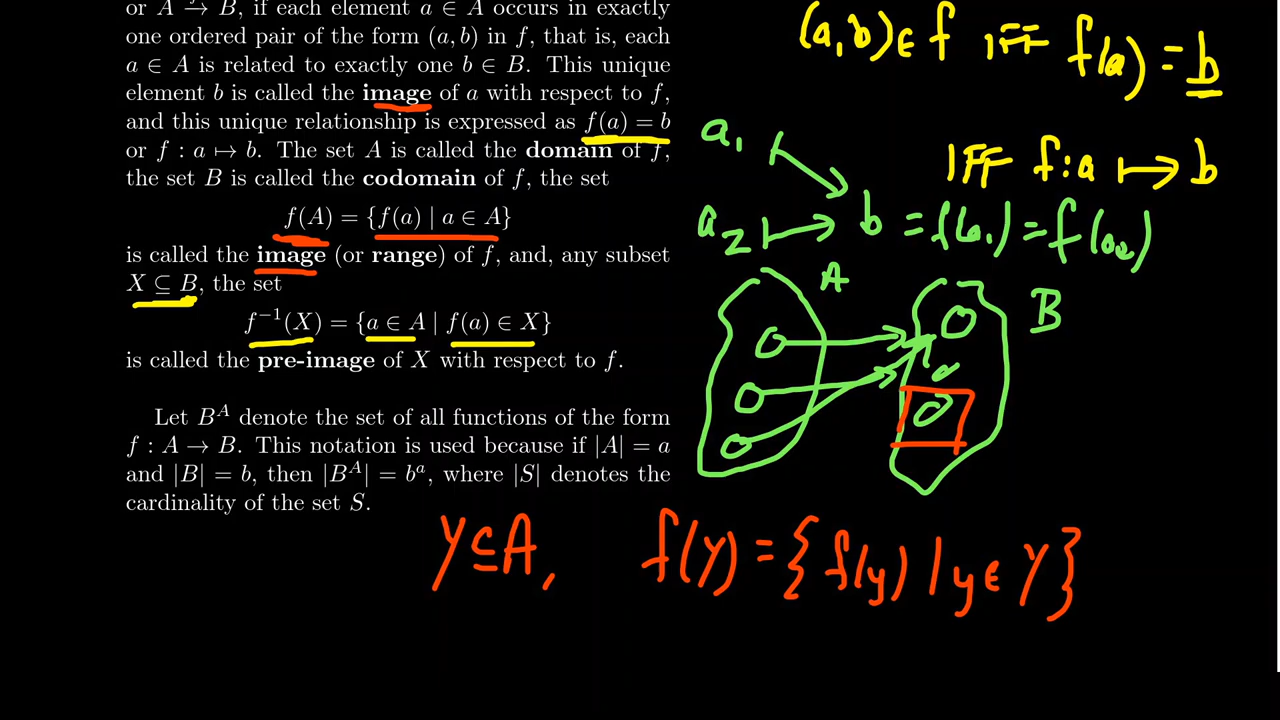 or A →f B, if each element a ∈ A occurs in exactly
one ordered pair of the form (a, b) in f, that is, each
a ∈ A is related to exactly one b ∈ B. This unique
element b is called the image of a with respect to f,
and this unique relationship is expressed as f(a) = b
or f : a ↦ b. The set A is called the domain of f,
the set B is called the codomain of f, the set
f(A) = {f(a) | a ∈ A}
is called the image (or range) of f, and, any subset
X ⊆ B, the set
f⁻¹(X) = {a ∈ A | f(a) ∈ X}
is called the pre-image of X with respect to f.
Let Bᴬ denote the set of all functions of the form
f : A → B. This notation is used because if |A| = a
and |B| = b, then |Bᴬ| = bᵃ, where |S| denotes the
cardinality of the set S.
(a,b) ∈ f IFF f(a) = b
IFF f: a ↦ b
a₁
a₂ ↦ b = f(a₁) = f(a₂)
A
B
Y ⊆ A, f(Y) = { f(y) | y ∈ Y }